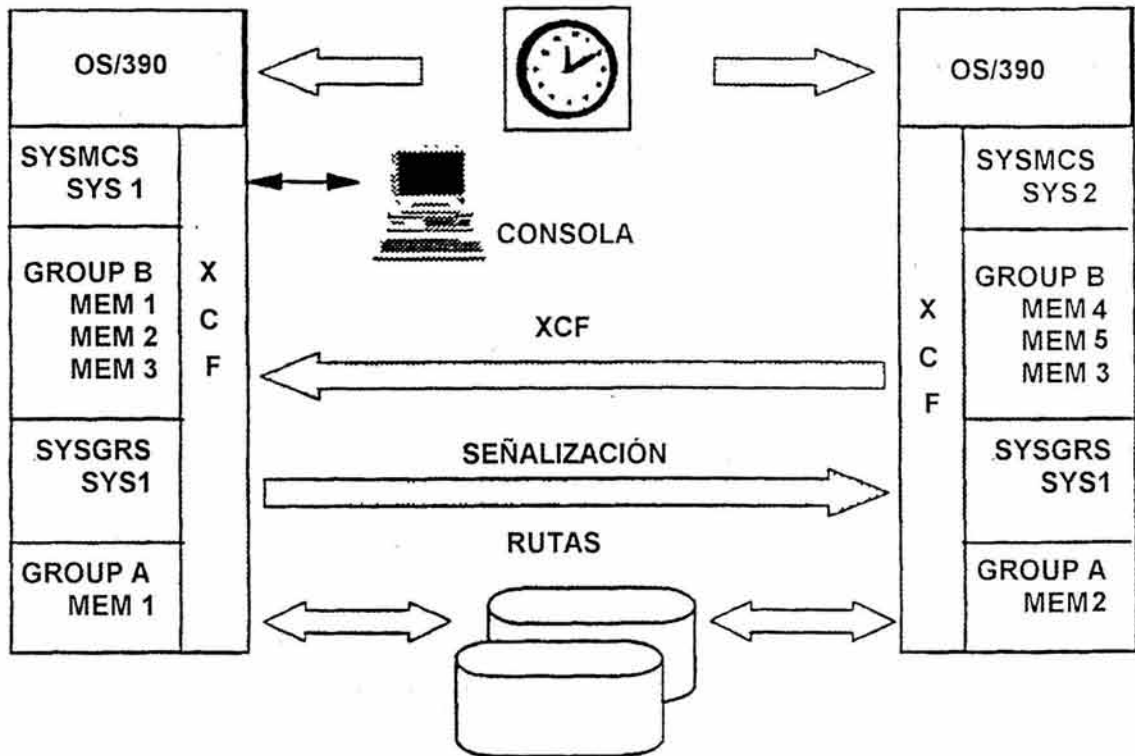 OS/390
SYSMCS
SYS 1
GROUP B
MEM 1
MEM 2
MEM 3
SYSGRS
SYS1
GROUP A
MEM 1
X
C
F
CONSOLA
XCF
SEÑALIZACIÓN
RUTAS
OS/390
X
C
F
SYSMCS
SYS 2
GROUP B
MEM 4
MEM 5
MEM 3
SYSGRS
SYS1
GROUP A
MEM2